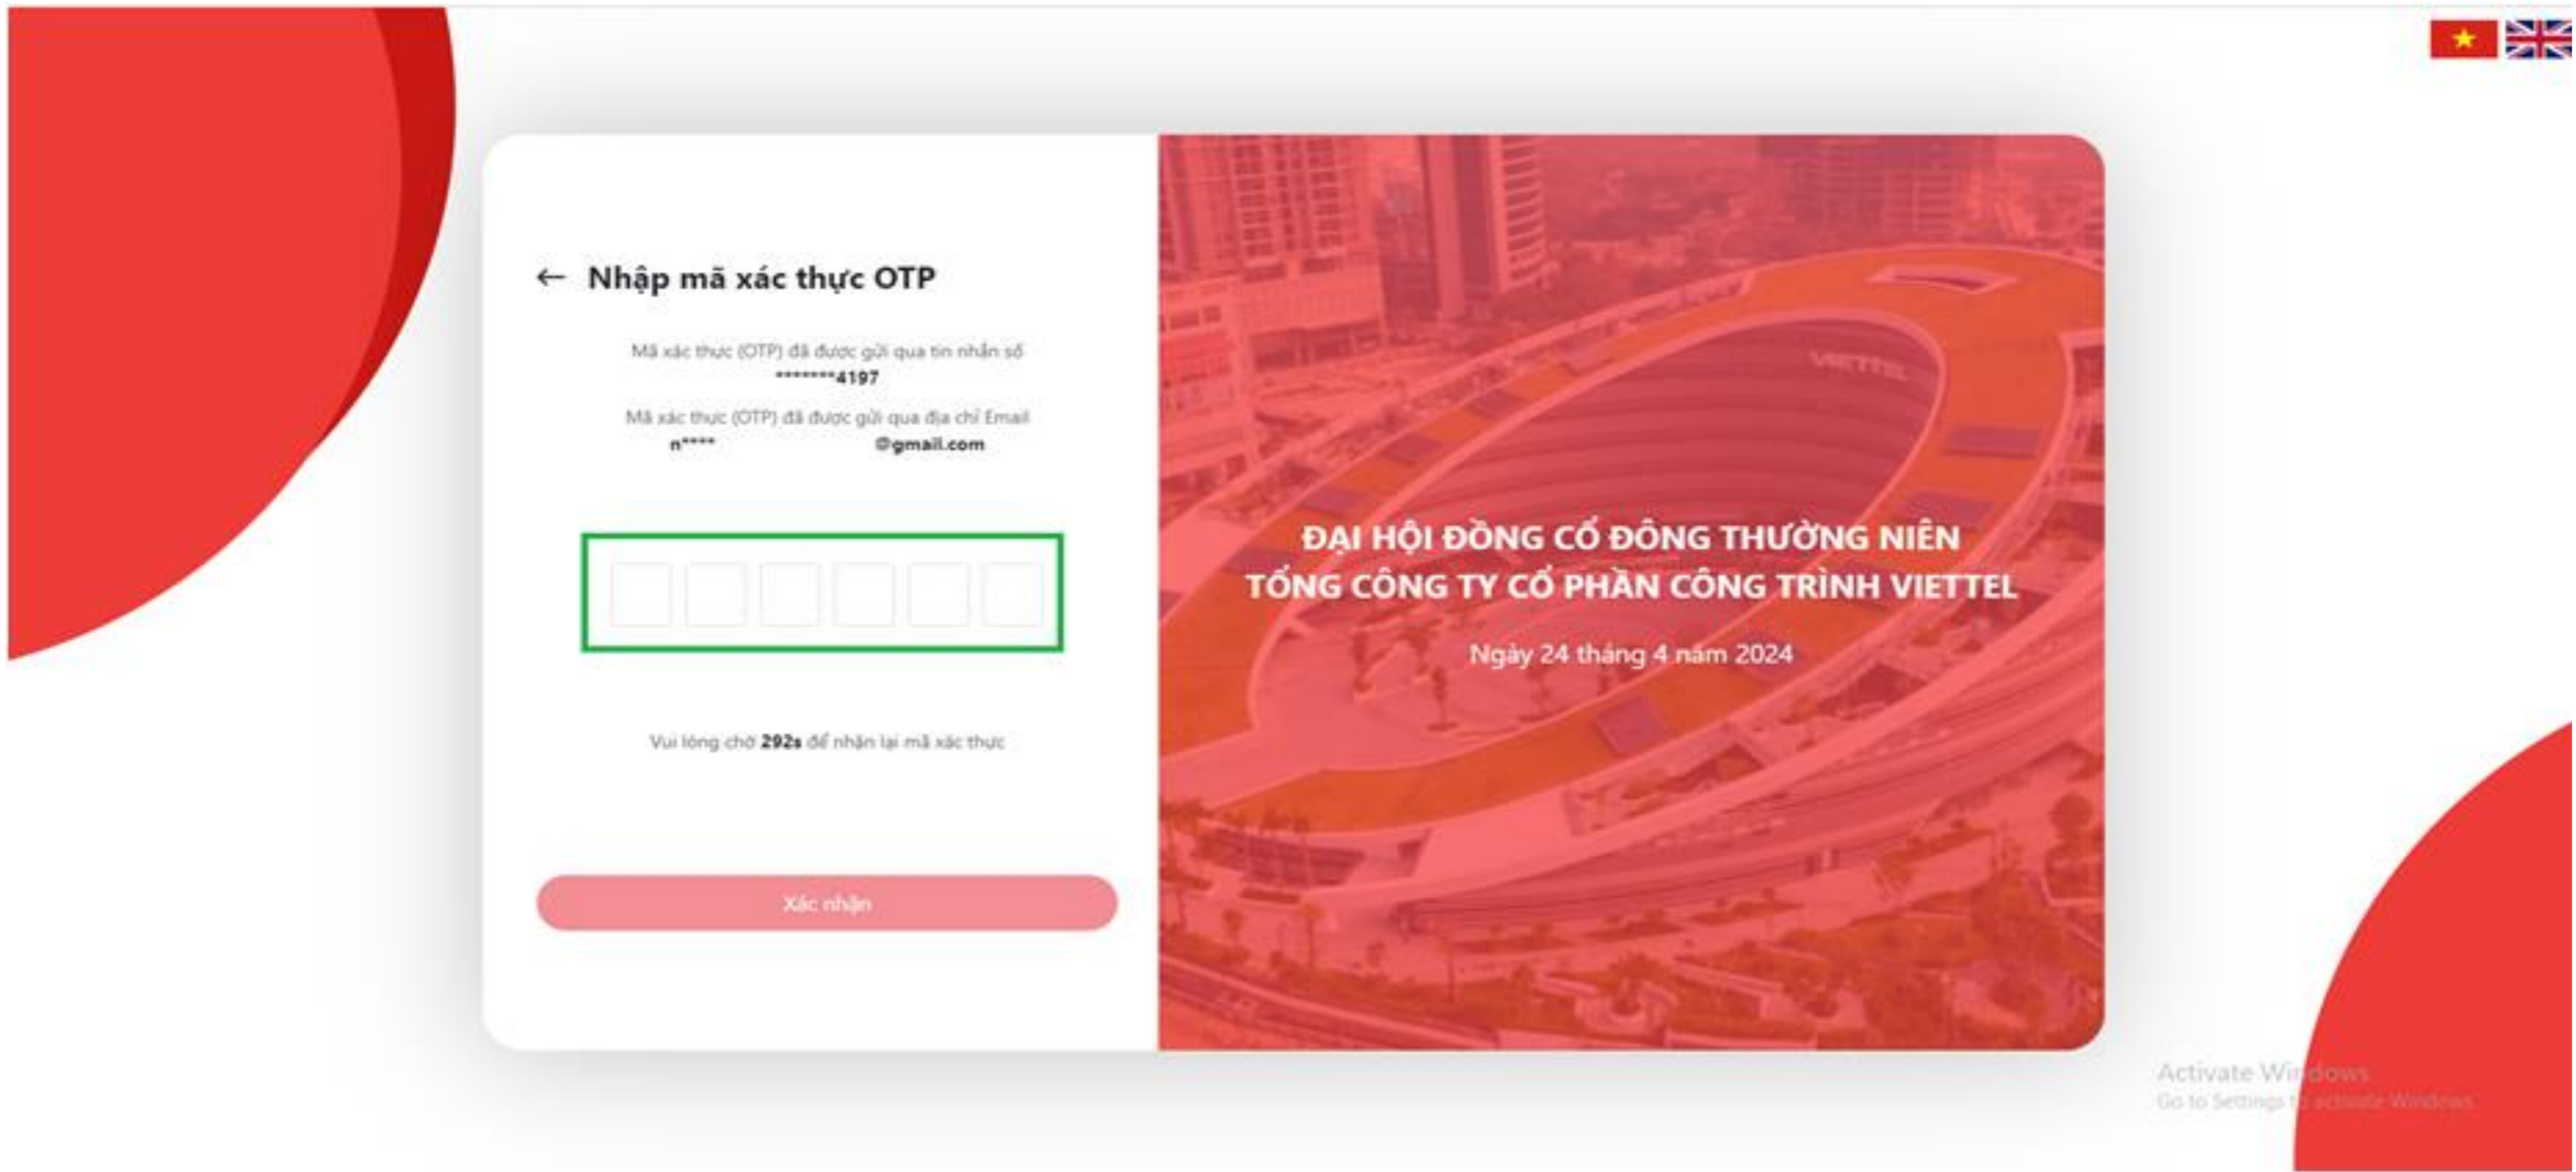 ← Nhập mã xác thực OTP
Mã xác thực (OTP) đã được gửi qua tin nhắn số
*******4197
Mã xác thực (OTP) đã được gửi qua địa chỉ Email
n**** @gmail.com
Vui lòng chờ 292s để nhận lại mã xác thực
Xác nhận
VIETTEL
ĐẠI HỘI ĐỒNG CỔ ĐÔNG THƯỜNG NIÊN
TỔNG CÔNG TY CỔ PHẦN CÔNG TRÌNH VIETTEL
Ngày 24 tháng 4 năm 2024
Activate Windows
Go to Settings to activate Windows.